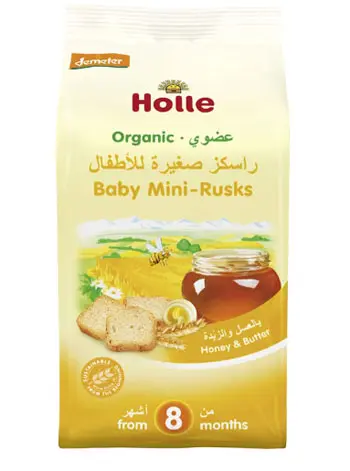 demeter
Holle
Organic · عضوي
راسكز صغيرة للأطفال
Baby Mini-Rusks
بالعسل والزبدة
Honey & Butter
من 8 أشهر
from 8 months